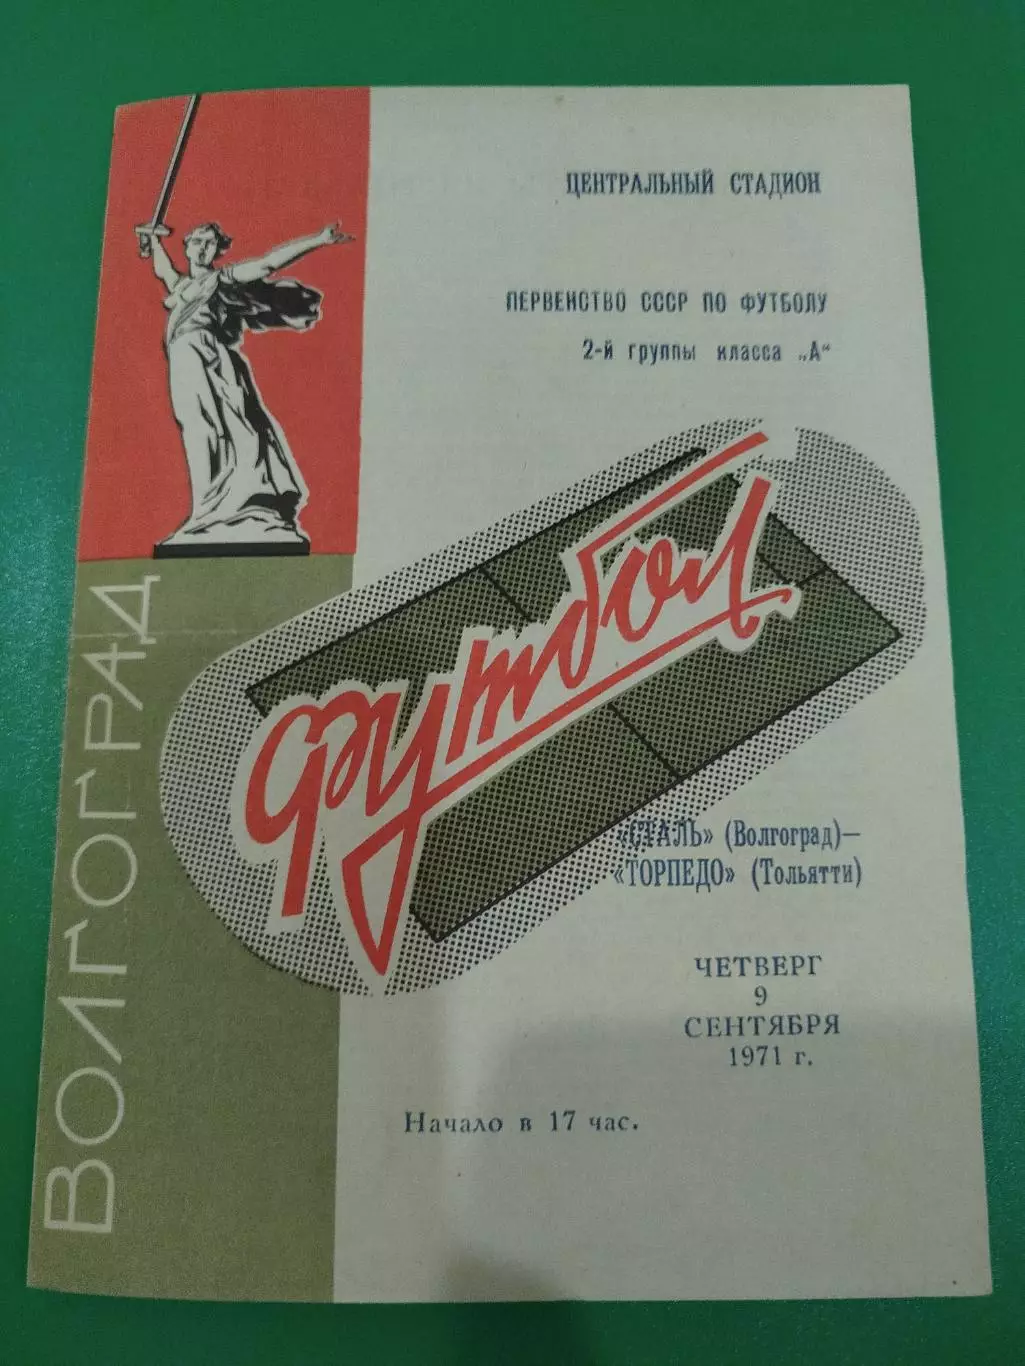 ЦЕНТРАЛЬНЫЙ СТАДИОН
ПЕРВЕНСТВО СССР ПО ФУТБОЛУ
2-й группы класса „А“
ВОЛГОГРАД
футбол
«СТАЛЬ» (Волгоград)—
«ТОРПЕДО» (Тольятти)
ЧЕТВЕРГ
9
СЕНТЯБРЯ
1971 г.
Начало в 17 час.